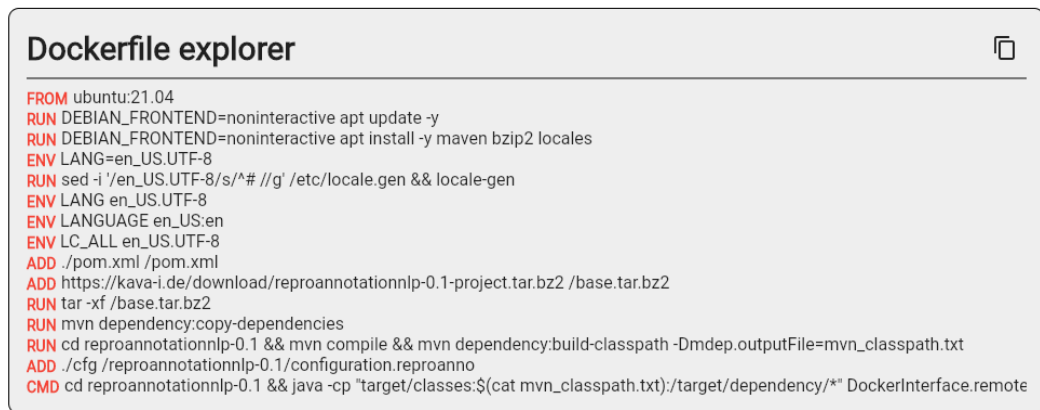 Dockerfile explorer
FROM ubuntu:21.04
RUN DEBIAN_FRONTEND=noninteractive apt update -y
RUN DEBIAN_FRONTEND=noninteractive apt install -y maven bzip2 locales
ENV LANG=en_US.UTF-8
RUN sed -i '/en_US.UTF-8/s/^# //g' /etc/locale.gen && locale-gen
ENV LANG en_US.UTF-8
ENV LANGUAGE en_US:en
ENV LC_ALL en_US.UTF-8
ADD ./pom.xml /pom.xml
ADD https://kava-i.de/download/reproannotationnlp-0.1-project.tar.bz2 /base.tar.bz2
RUN tar -xf /base.tar.bz2
RUN mvn dependency:copy-dependencies
RUN cd reproannotationnlp-0.1 && mvn compile && mvn dependency:build-classpath -Dmdep.outputFile=mvn_classpath.txt
ADD ./cfg /reproannotationnlp-0.1/configuration.reproanno
CMD cd reproannotationnlp-0.1 && java -cp "target/classes:$(cat mvn_classpath.txt):/target/dependency/*" DockerInterface.remote